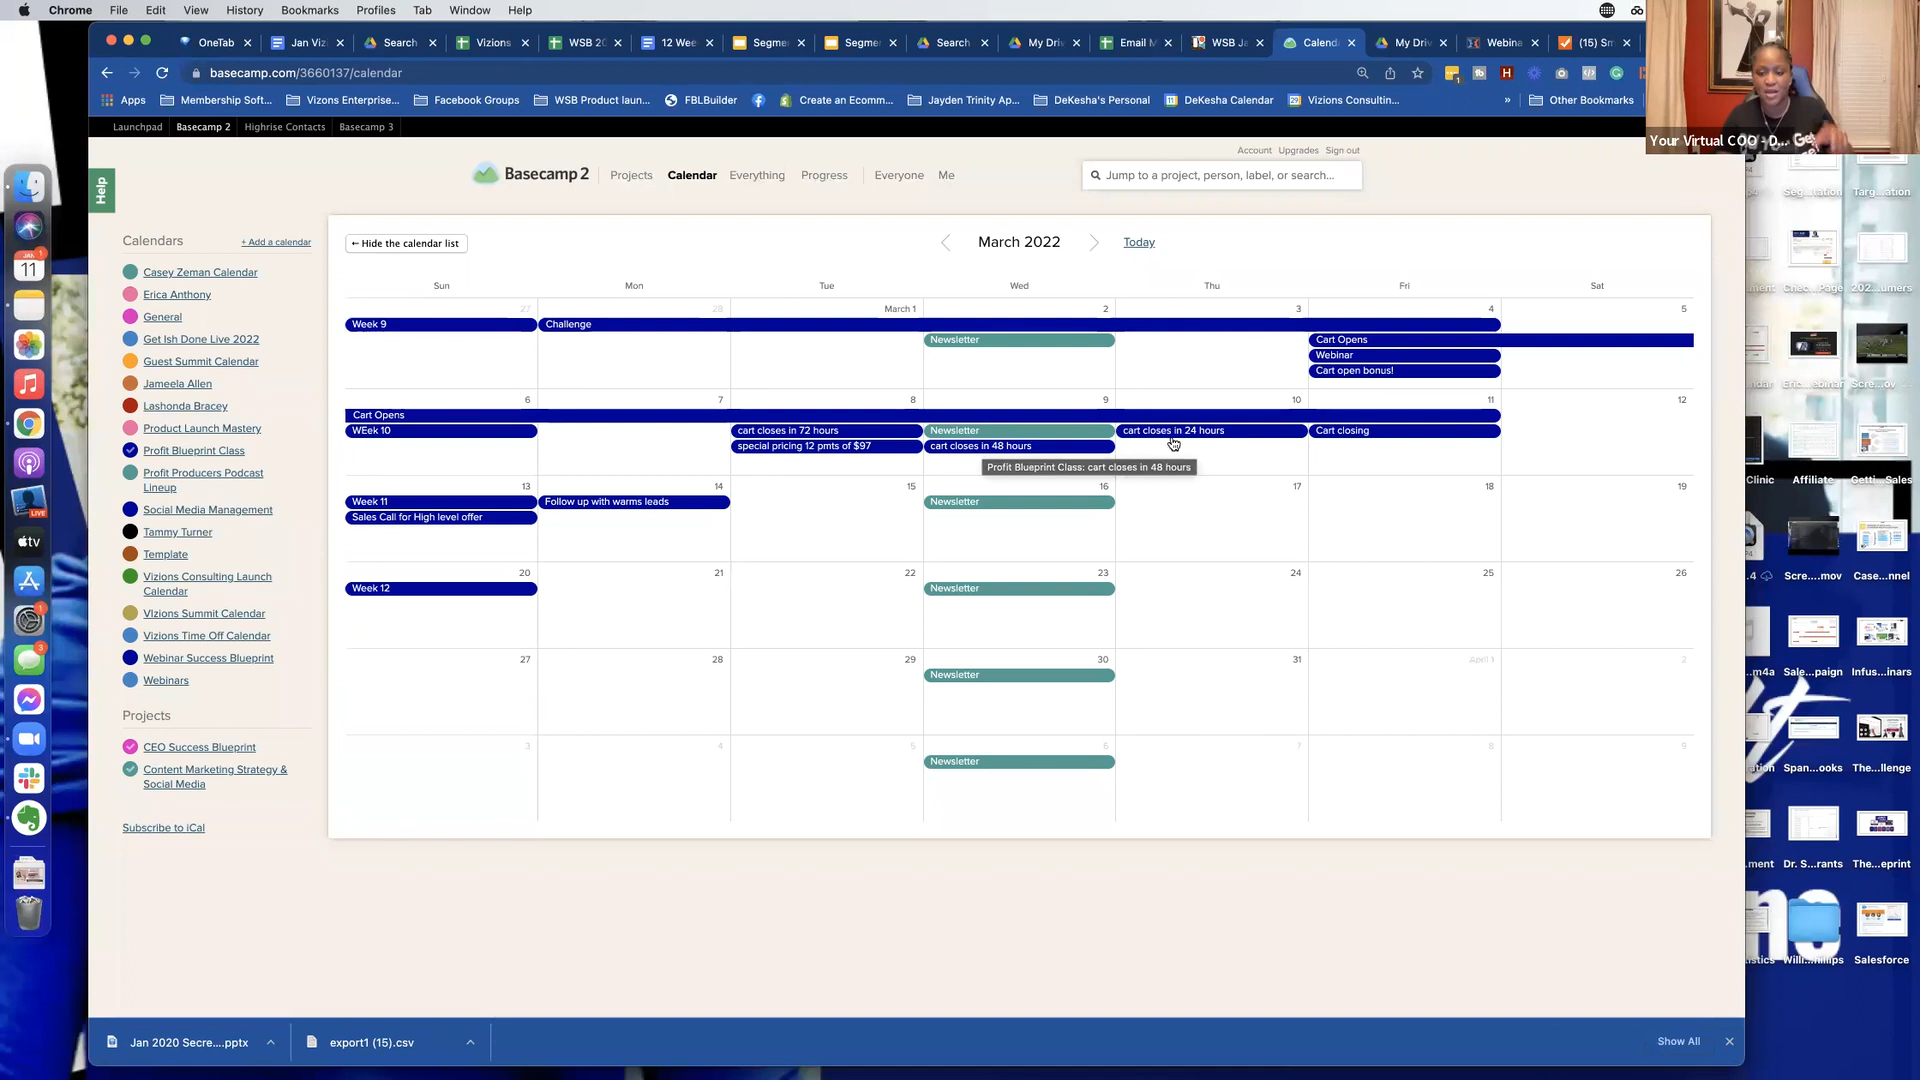 Chrome File Edit View History Bookmarks Profiles Tab Window Help
OneTab
Jan Viz
Search
Vizions
WSB 20
12 Wee
Segme
Segme
Search
My Driv
Email M
WSB Ja
Calend
My Driv
Webina
(15) Sm
basecamp.com/3660137/calendar
Apps
Membership Soft...
Vizons Enterprise...
Facebook Groups
WSB Product laun...
FBLBuilder
Create an Ecomm...
Jayden Trinity Ap...
DeKesha's Personal
DeKesha Calendar
Vizions Consultin...
»
Other Bookmarks
Launchpad Basecamp 2 Highrise Contacts Basecamp 3
Your Virtual COO - D...
Account Upgrades Sign out
Help
Basecamp 2
Projects Calendar Everything Progress Everyone Me
Jump to a project, person, label, or search...
Calendars
+ Add a calendar
Casey Zeman Calendar
Erica Anthony
General
Get Ish Done Live 2022
Guest Summit Calendar
Jameela Allen
Lashonda Bracey
Product Launch Mastery
Profit Blueprint Class
Profit Producers Podcast
Lineup
Social Media Management
Tammy Turner
Template
Vizions Consulting Launch
Calendar
VIzions Summit Calendar
Vizions Time Off Calendar
Webinar Success Blueprint
Webinars
Projects
CEO Success Blueprint
Content Marketing Strategy &
Social Media
Subscribe to iCal
← Hide the calendar list
March 2022
Today
Sun Mon Tue Wed Thu Fri Sat
27 28 March 1 2 3 4 5
Week 9
Challenge
Newsletter
Cart Opens
Webinar
Cart open bonus!
6 7 8 9 10 11 12
Cart Opens
WEek 10
cart closes in 72 hours
Newsletter
cart closes in 24 hours
Cart closing
special pricing 12 pmts of $97
cart closes in 48 hours
Profit Blueprint Class: cart closes in 48 hours
13 14 15 16 17 18 19
Week 11
Follow up with warms leads
Newsletter
Sales Call for High level offer
20 21 22 23 24 25 26
Week 12
Newsletter
27 28 29 30 31 April 1 2
Newsletter
3 4 5 6 7 8 9
Newsletter
Jan 2020 Secre....pptx
export1 (15).csv
Show All
JAN
11
LIVE
tv
1
3
Targ...ation
Clinic
Affiliate
Getti...Sales
Scre....mov
Case...nnel
...m4a
Sale...paign
Infus...inars
Span...ooks
The...llenge
...ment
Dr. S...rants
The...eprint
Willi...hillips
Salesforce